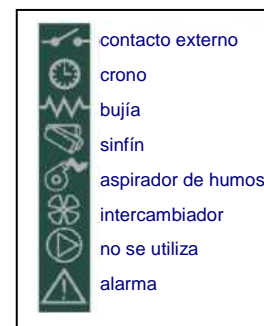 contacto externo
crono
bujía
sinfín
aspirador de humos
intercambiador
no se utiliza
alarma